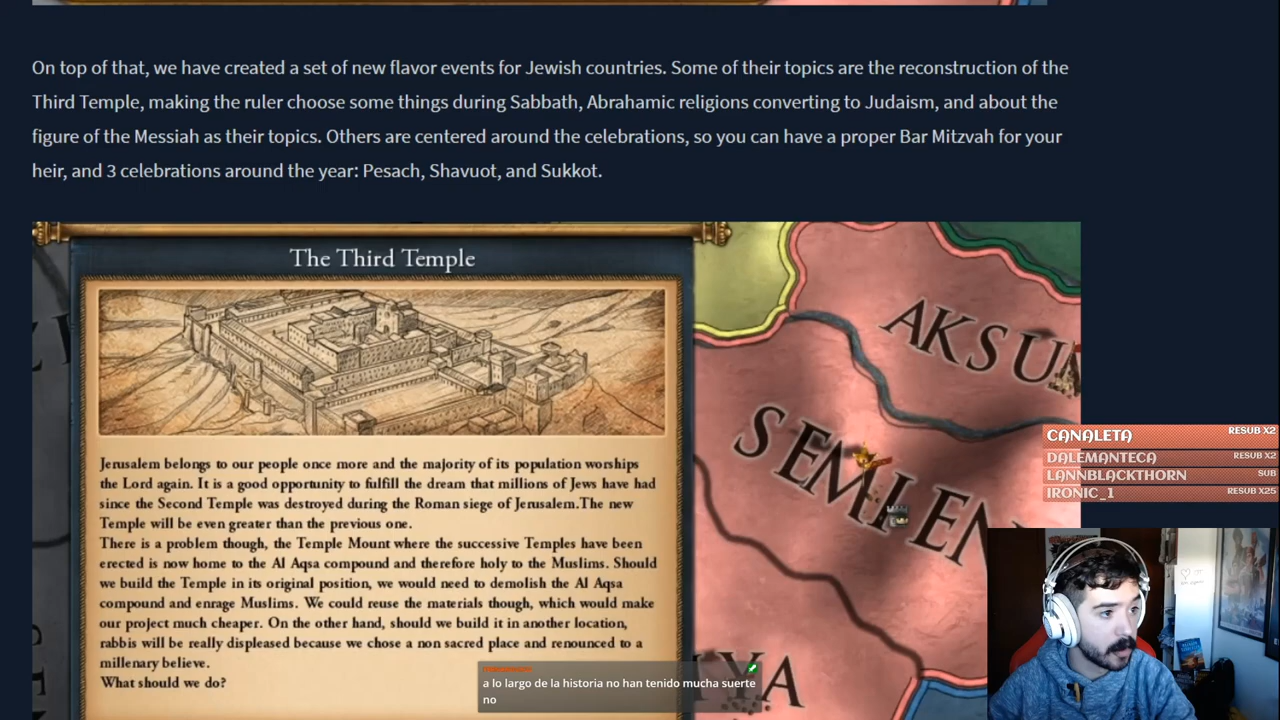 On top of that, we have created a set of new flavor events for Jewish countries. Some of their topics are the reconstruction of the
Third Temple, making the ruler choose some things during Sabbath, Abrahamic religions converting to Judaism, and about the
figure of the Messiah as their topics. Others are centered around the celebrations, so you can have a proper Bar Mitzvah for your
heir, and 3 celebrations around the year: Pesach, Shavuot, and Sukkot.
The Third Temple
Jerusalem belongs to our people once more and the majority of its population worships
the Lord again. It is a good opportunity to fulfill the dream that millions of Jews have had
since the Second Temple was destroyed during the Roman siege of Jerusalem.The new
Temple will be even greater than the previous one.
There is a problem though, the Temple Mount where the successive Temples have been
erected is now home to the Al Aqsa compound and therefore holy to the Muslims. Should
we build the Temple in its original position, we would need to demolish the Al Aqsa
compound and enrage Muslims. We could reuse the materials though, which would make
our project much cheaper. On the other hand, should we build it in another location,
rabbis will be really displeased because we chose a non sacred place and renounced to a
millenary believe.
What should we do?
AKSU
SEMIEN
YA
CANALETA RESUB X2
DALEMANTECA RESUB X2
LANNBLACKTHORN SUB
IRONIC_1 RESUB X25
a lo largo de la historia no han tenido mucha suerte
no